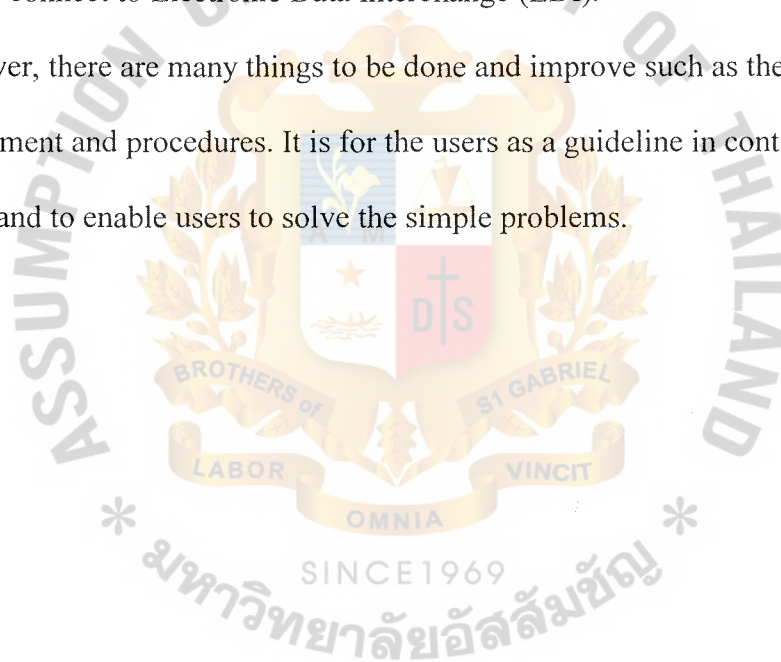 connect to Electronic Data Interchange (EDI).
ver, there are many things to be done and improve such as the
ment and procedures. It is for the users as a guideline in cont
and to enable users to solve the simple problems.
ASSUMPTION
OF THAILAND
A M
D S
BROTHERS of
S1 GABRIEL
LABOR
VINCIT
OMNIA
SINCE1969
* มหาวิทยาลัยอัสสัมชัญ *